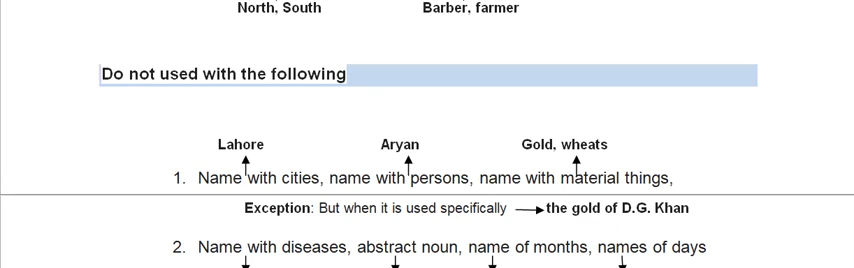 North, South Barber, farmer
Do not used with the following
Lahore Aryan Gold, wheats
1. Name with cities, name with persons, name with material things,
Exception: But when it is used specifically the gold of D.G. Khan
2. Name with diseases, abstract noun, name of months, names of days